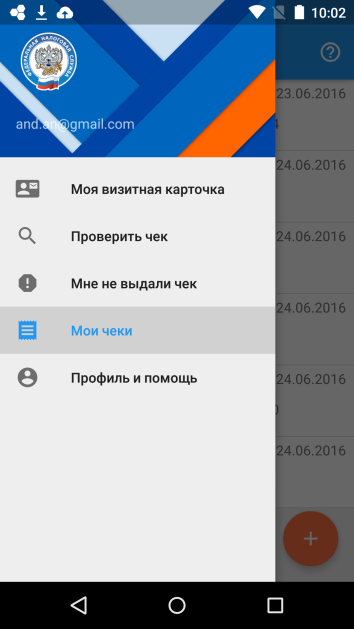 10:02
ФЕДЕРАЛЬНАЯ НАЛОГОВАЯ СЛУЖБА
and.an@gmail.com
23.06.2016
24.06.2016
Моя визитная карточка
Проверить чек
24.06.2016
Мне не выдали чек
24.06.2016
Мои чеки
Профиль и помощь
24.06.2016
24.06.2016